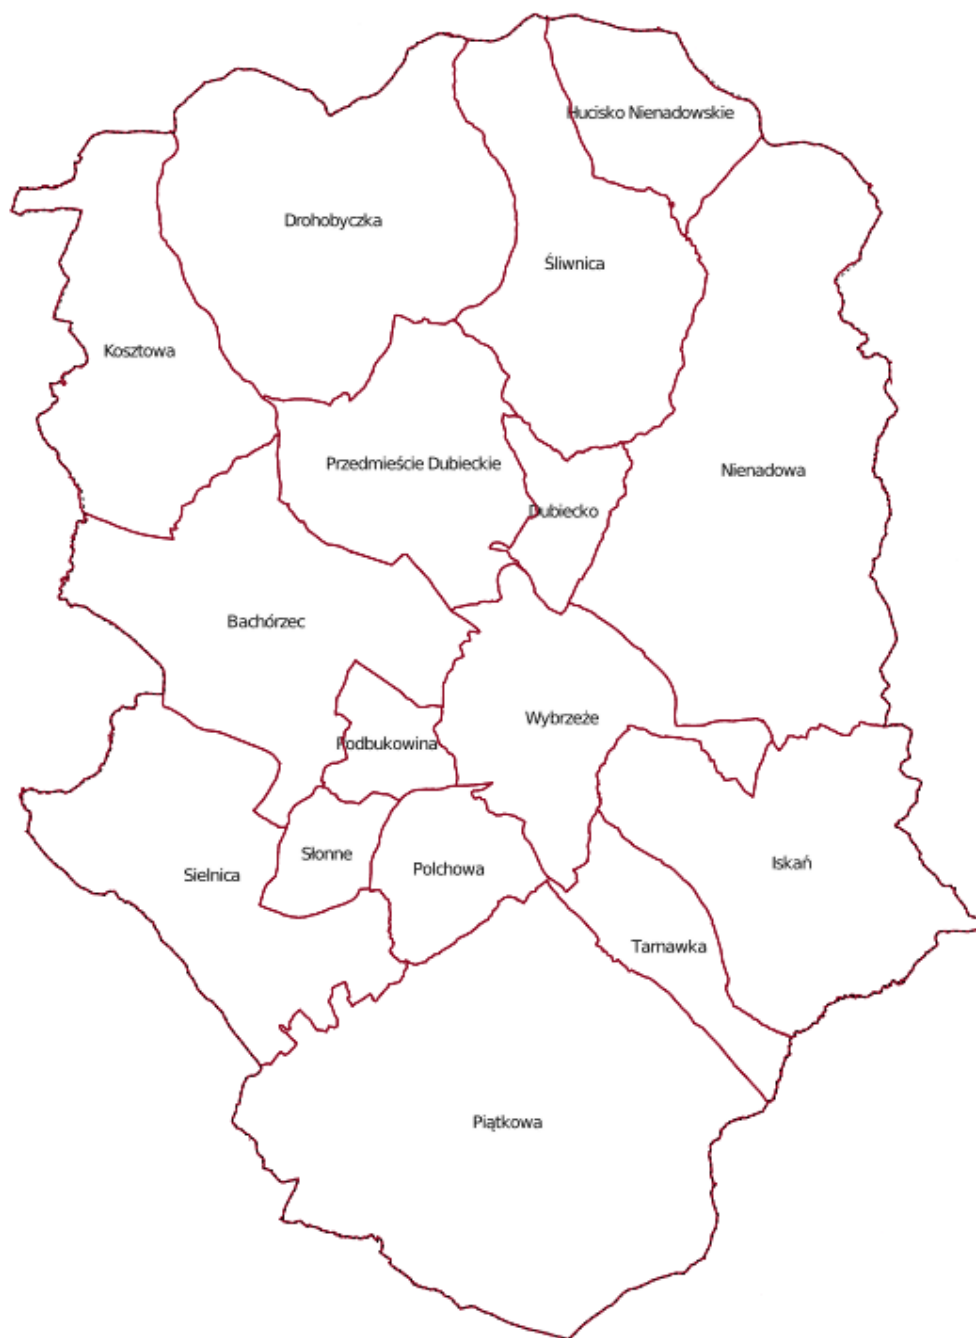 Hucisko Nienadowskie
Drohobyczka
Śliwnica
Kosztowa
Przedmieście Dubieckie
Nienadowa
Dubiecko
Bachórzec
Wybrzeże
Podbukowina
Słonne
Iskań
Polchowa
Sielnica
Tarnawka
Piątkowa